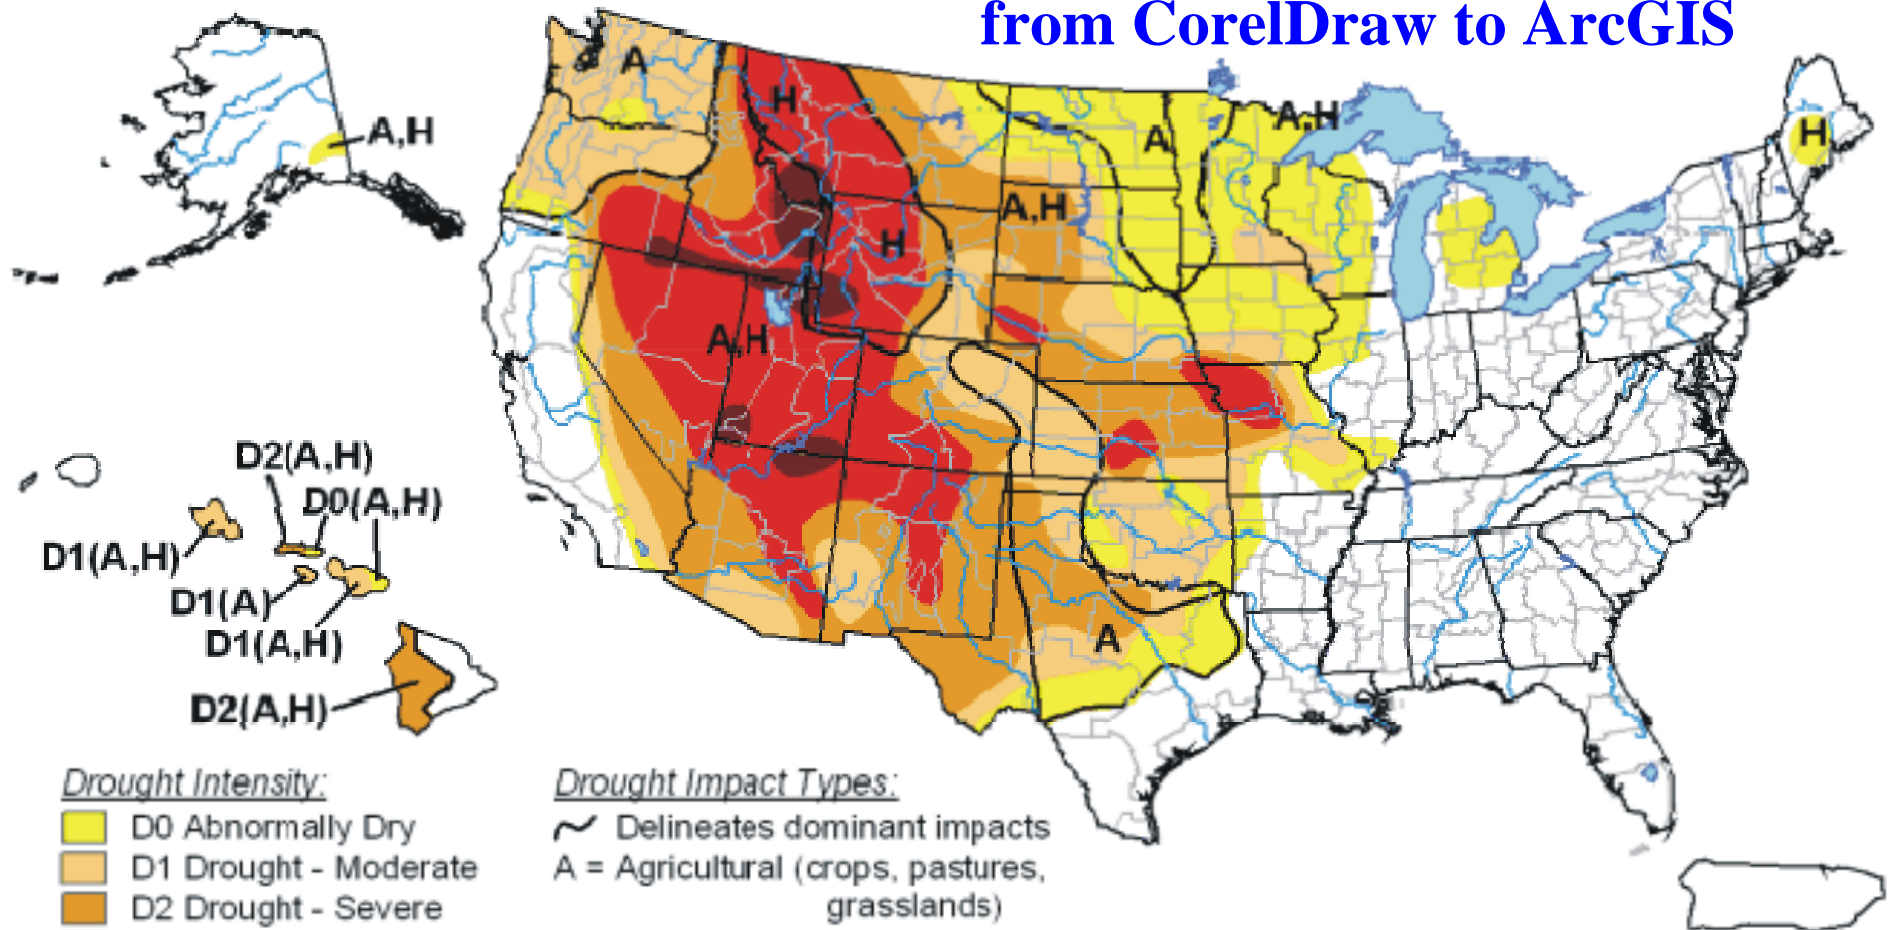 from CorelDraw to ArcGIS
A
H
A,H
A,H
A
H
A,H
H
A,H
D2(A,H)
D0(A,H)
D1(A,H)
D1(A)
D1(A,H)
A
D2(A,H)
Drought Intensity:
D0 Abnormally Dry
D1 Drought - Moderate
D2 Drought - Severe
Drought Impact Types:
Delineates dominant impacts
A = Agricultural (crops, pastures,
grasslands)